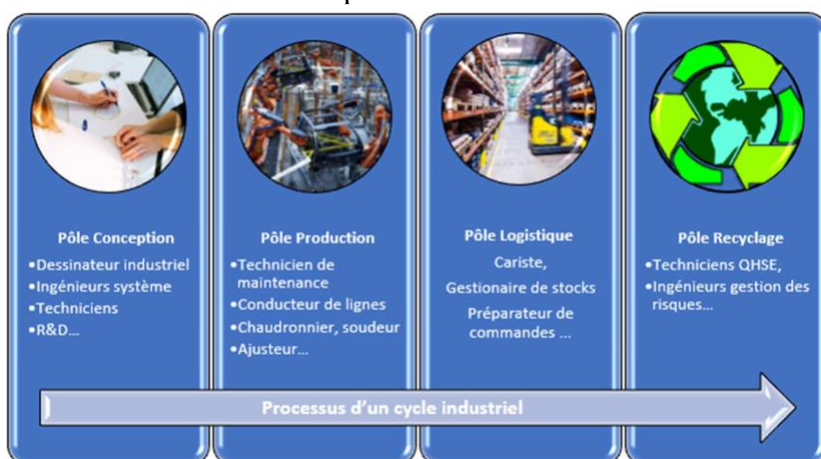 Pôle Conception
•Dessinateur industriel
•Ingénieurs système
•Techniciens
•R&D...
Pôle Production
•Technicien de
maintenance
•Conducteur de lignes
•Chaudronnier, soudeur
•Ajusteur...
Pôle Logistique
Cariste,
Gestionaire de stocks
Préparateur de
commandes ...
Pôle Recyclage
•Techniciens QHSE,
•Ingénieurs gestion des
risques...
Processus d'un cycle industriel